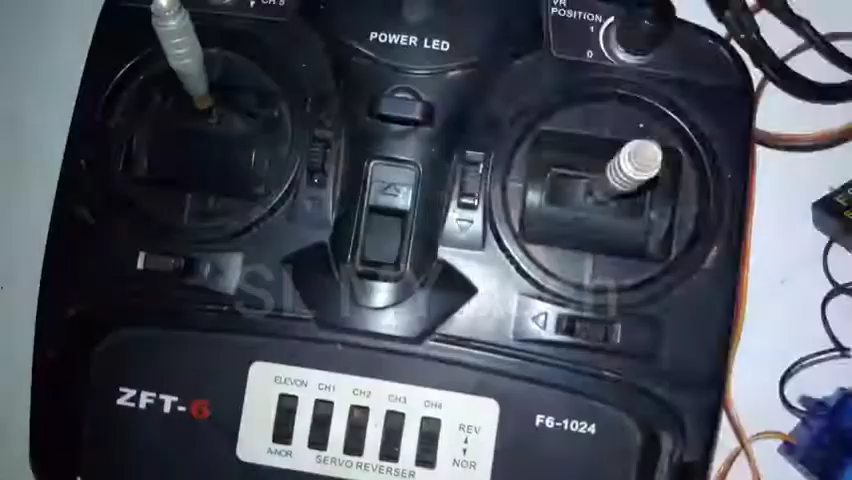 CH.5
VR
POSITION
1
0
POWER LED
ZFT-6
ELEVON CH1 CH2 CH3 CH4
REV
A-NOR
SERVO REVERSER
NOR
F6-1024